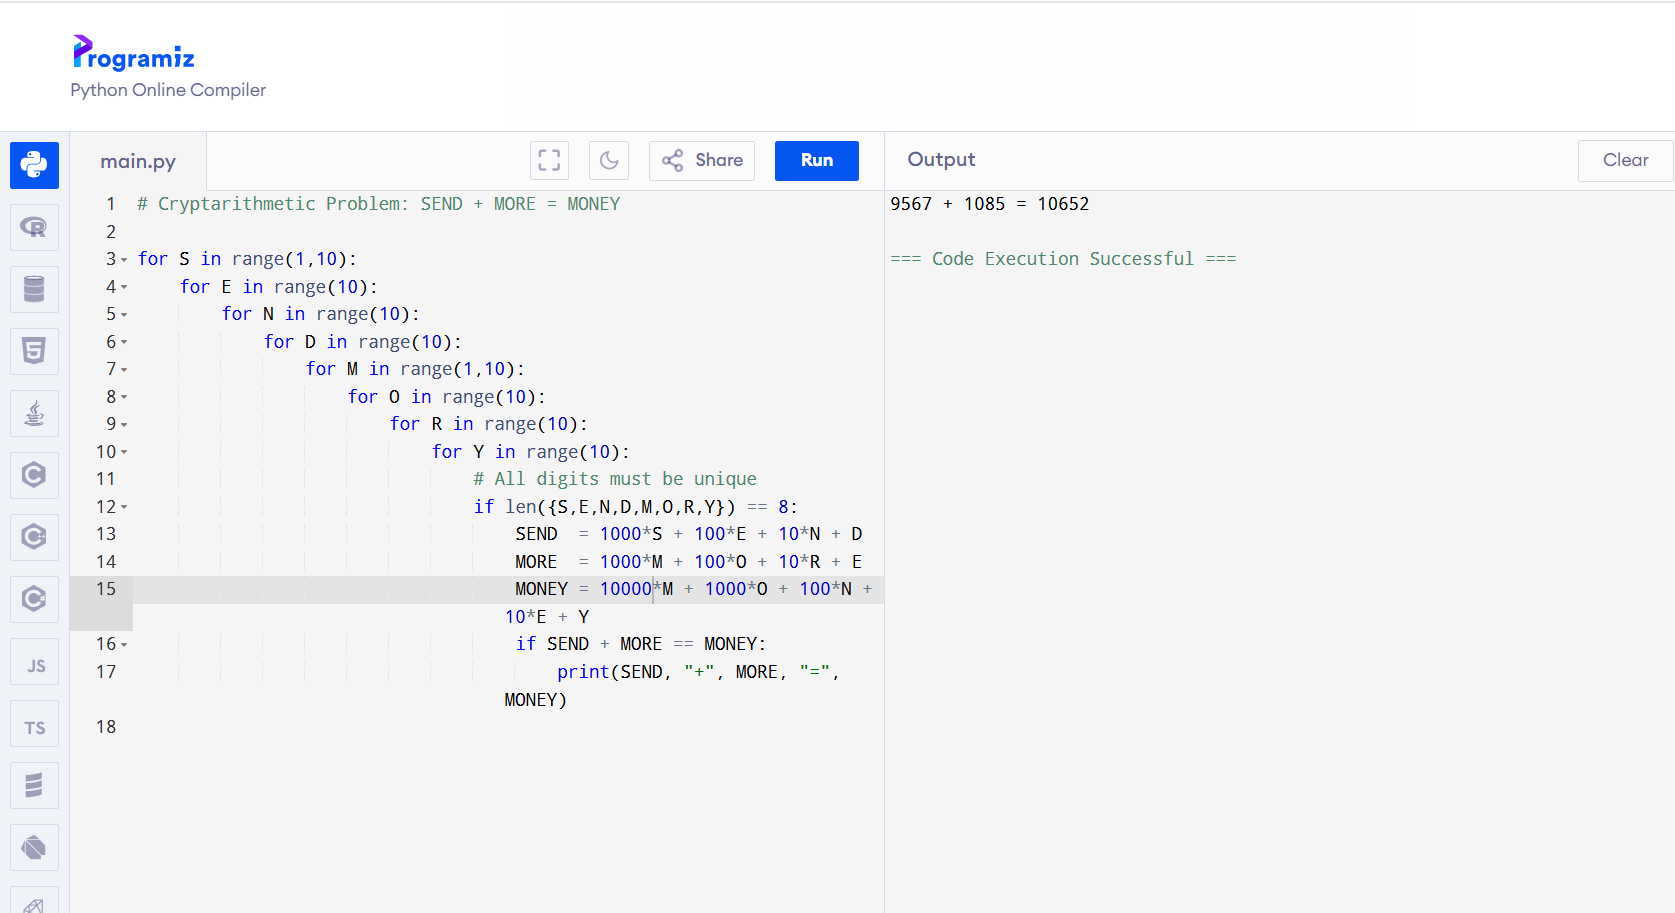 Programiz
Python Online Compiler
main.py
Share
Run
Output
Clear
1 # Cryptarithmetic Problem: SEND + MORE = MONEY
2
3 for S in range(1,10):
4     for E in range(10):
5         for N in range(10):
6             for D in range(10):
7                 for M in range(1,10):
8                     for O in range(10):
9                         for R in range(10):
10                             for Y in range(10):
11                                 # All digits must be unique
12                                 if len({S,E,N,D,M,O,R,Y}) == 8:
13                                     SEND  = 1000*S + 100*E + 10*N + D
14                                     MORE  = 1000*M + 100*O + 10*R + E
15                                     MONEY = 10000*M + 1000*O + 100*N +
10*E + Y
16                                     if SEND + MORE == MONEY:
17                                         print(SEND, "+", MORE, "=",
MONEY)
18
9567 + 1085 = 10652
=== Code Execution Successful ===
R
5
C
C
C
JS
TS